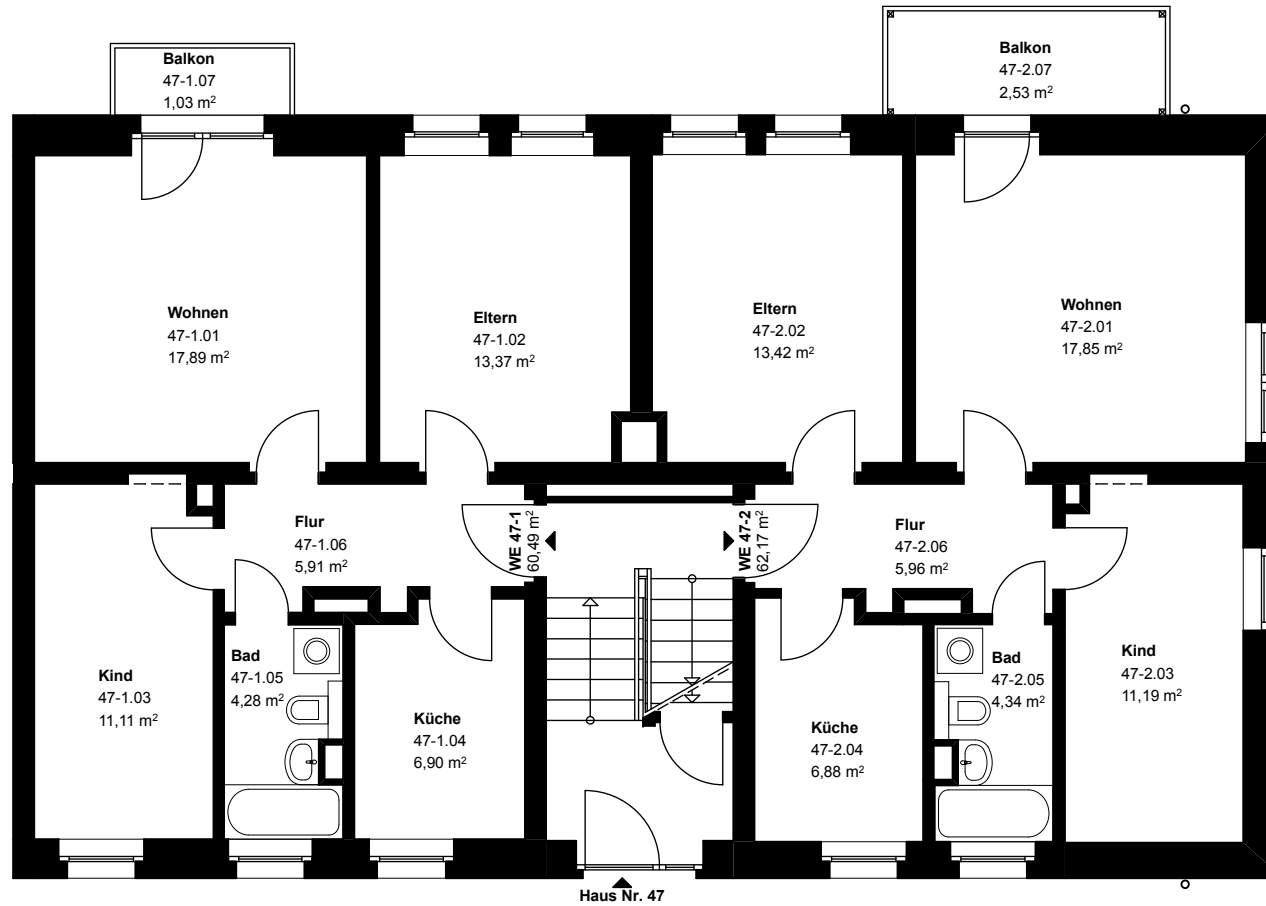 Balkon
47-1.07
1,03 m²
Balkon
47-2.07
2,53 m²
Wohnen
47-1.01
17,89 m²
Eltern
47-1.02
13,37 m²
Eltern
47-2.02
13,42 m²
Wohnen
47-2.01
17,85 m²
Flur
47-1.06
5,91 m²
WE 47-1
60,49 m²
WE 47-2
62,17 m²
Flur
47-2.06
5,96 m²
Kind
47-1.03
11,11 m²
Bad
47-1.05
4,28 m²
Küche
47-1.04
6,90 m²
Küche
47-2.04
6,88 m²
Bad
47-2.05
4,34 m²
Kind
47-2.03
11,19 m²
Haus Nr. 47